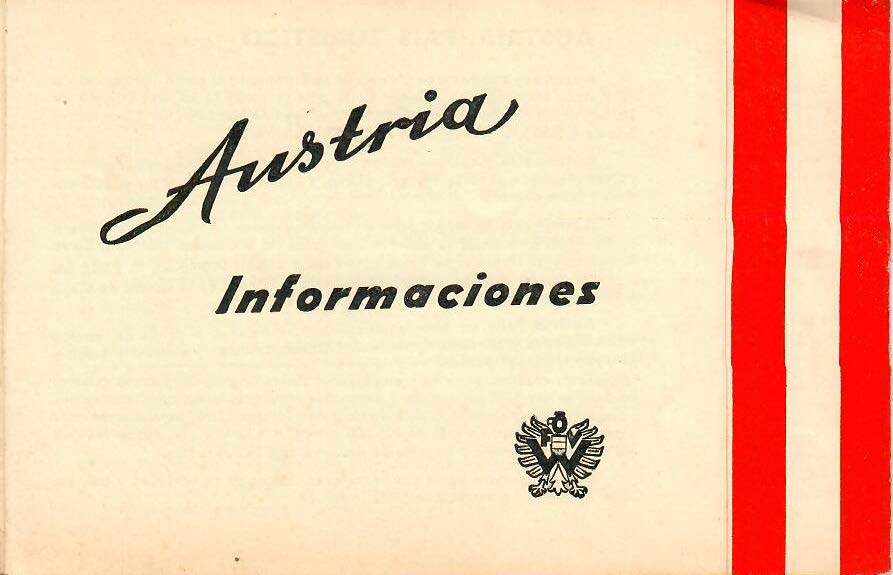 Austria
Informaciones
Ö
F V
W